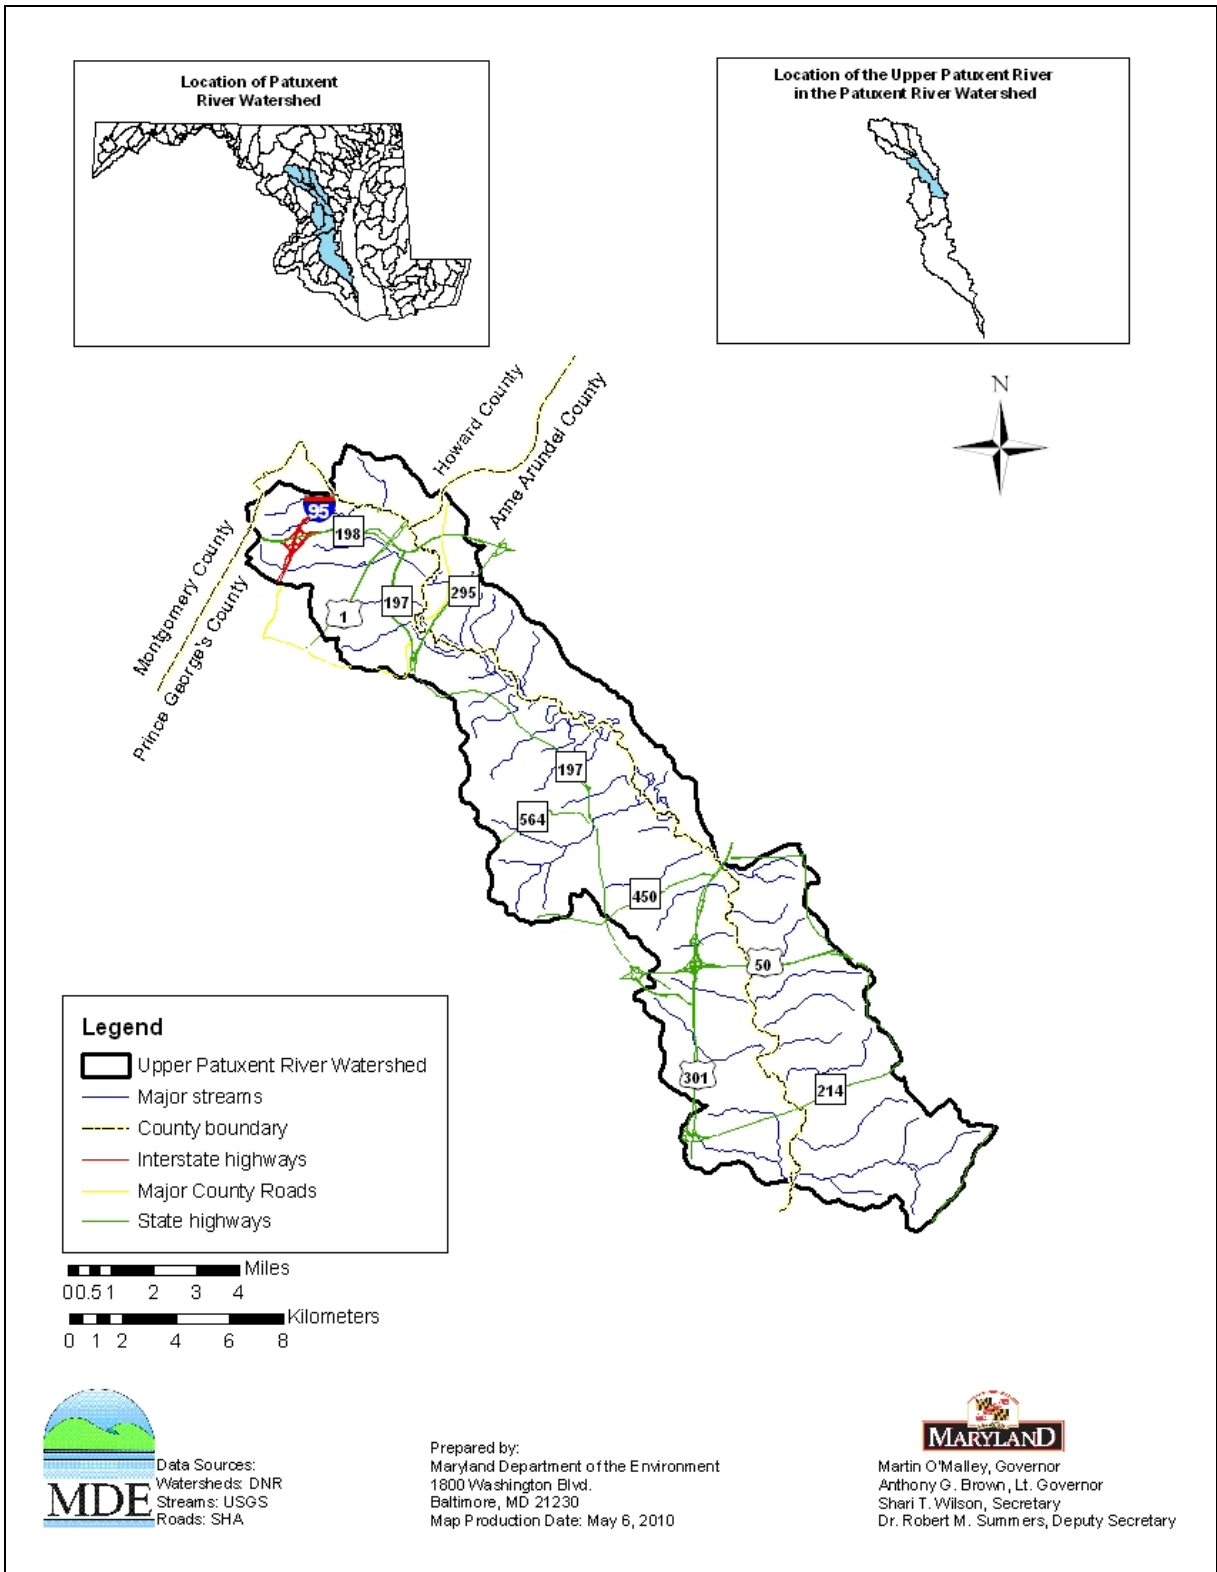 Location of Patuxent
River Watershed
Location of the Upper Patuxent River
in the Patuxent River Watershed
N
Howard County
Anne Arundel County
Montgomery County
Prince George's County
95
198
1
197
295
197
564
450
50
301
214
Legend
Upper Patuxent River Watershed
Major streams
County boundary
Interstate highways
Major County Roads
State highways
Miles
0 0.5 1 2 3 4
Kilometers
0 1 2 4 6 8
MDE
Data Sources:
Watersheds: DNR
Streams: USGS
Roads: SHA
Prepared by:
Maryland Department of the Environment
1800 Washington Blvd.
Baltimore, MD 21230
Map Production Date: May 6, 2010
MARYLAND
Martin O'Malley, Governor
Anthony G. Brown, Lt. Governor
Shari T. Wilson, Secretary
Dr. Robert M. Summers, Deputy Secretary